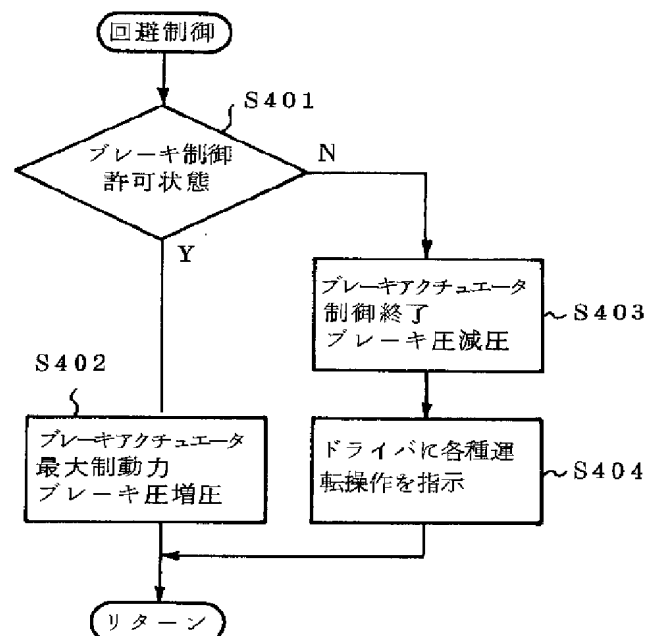 回避制御
S401
ブレーキ制御
許可状態
N
Y
ブレーキアクチュエータ
制御終了
ブレーキ圧減圧
S403
S402
ブレーキアクチュエータ
最大制動力
ブレーキ圧増圧
ドライバに各種運
転操作を指示
S404
リターン